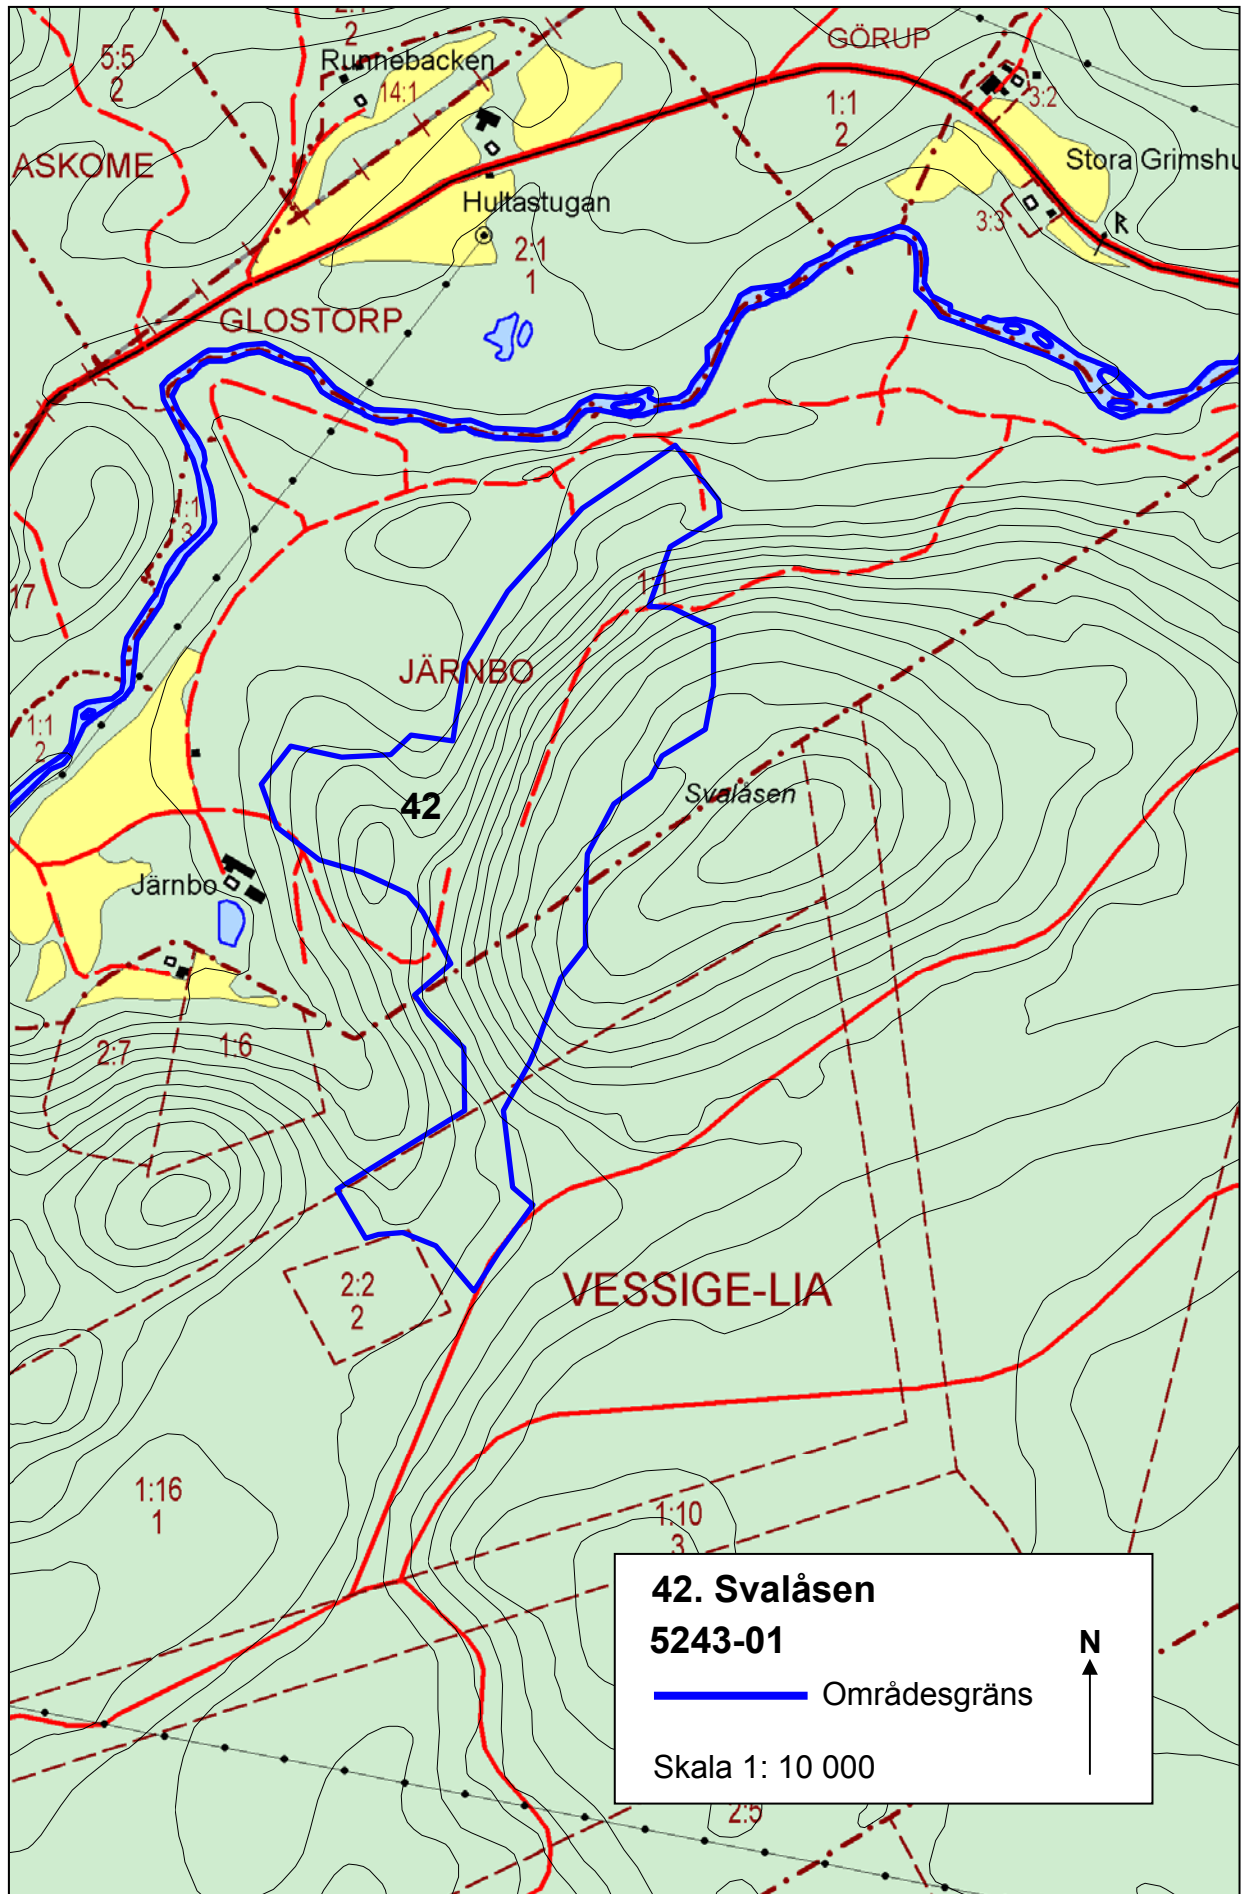 GÖRUP
5:5
2
2
Runnebacken
14:1
3:2
1:1
2
ASKOME
Stora Grimshu
Hultastugan
3:3
R
2:1
1
GLOSTORP
1:1
3
17
1:1
JÄRNBO
1:1
2
Svalåsen
42
Järnbo
2:7
1:6
2:2
2
VESSIGE-LIA
1:16
1
1:10
3
42. Svalåsen
5243-01
N
Områdesgräns
Skala 1: 10 000
2:5